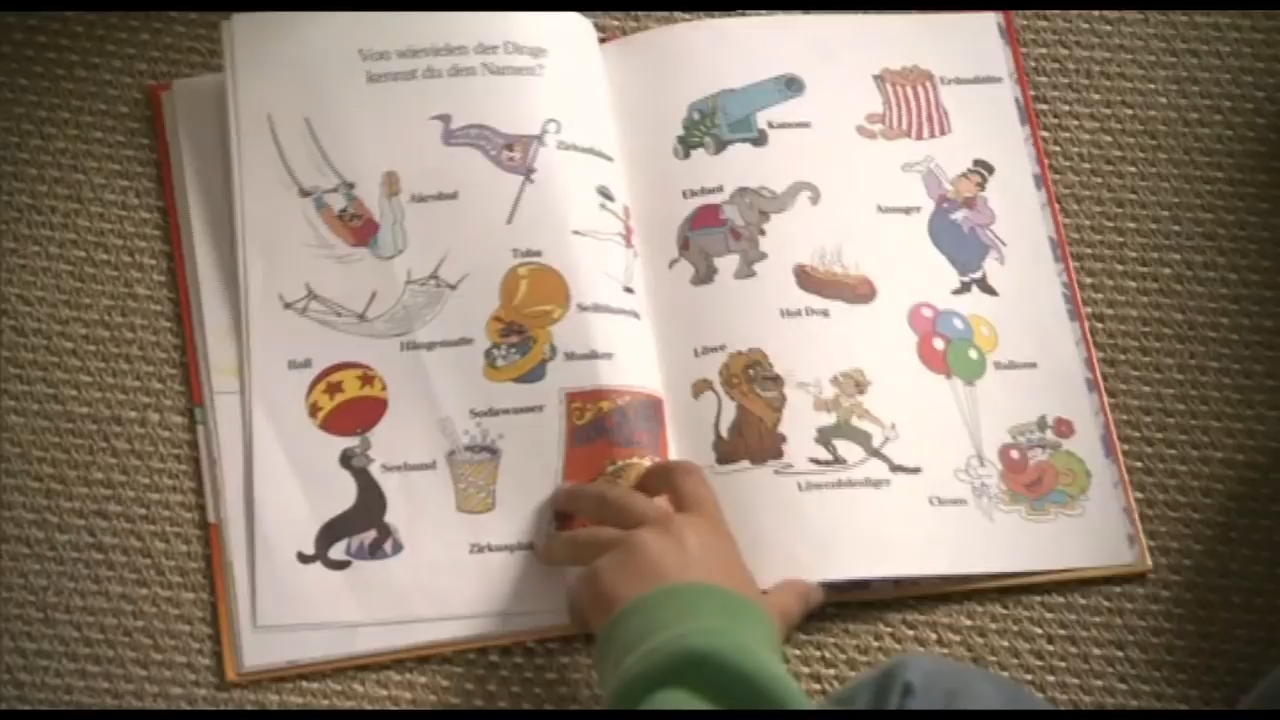 Von wievielen der Dinge
kennst du den Namen?
Akrobat
Tuba
Hängematte
Musiker
Ball
Sodawasser
Seehund
Kanone
Erdnüsse
Elefant
Ansager
Hot Dog
Löwe
Ballons
Löwenbändiger
Clown